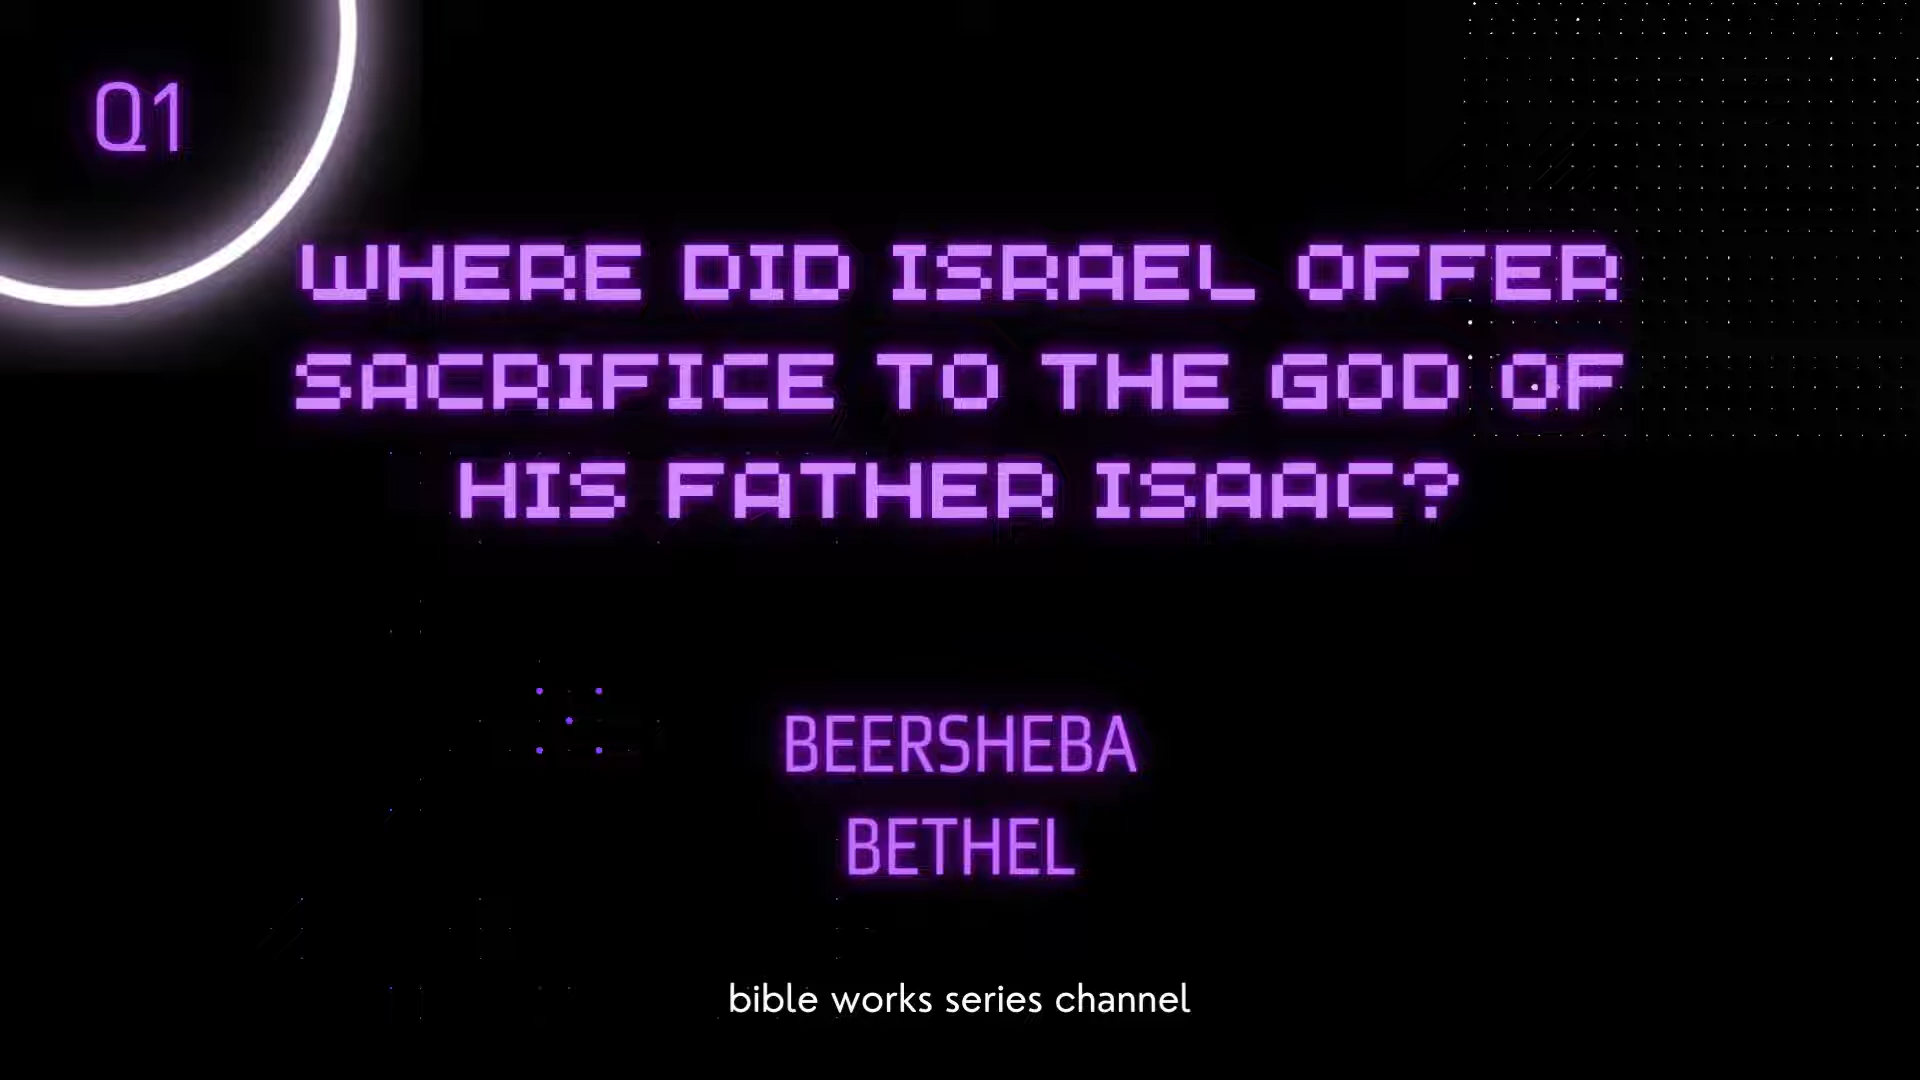 Q1
WHERE DID ISRAEL OFFER
SACRIFICE TO THE GOD OF
HIS FATHER ISAAC?
BEERSHEBA
BETHEL
bible works series channel